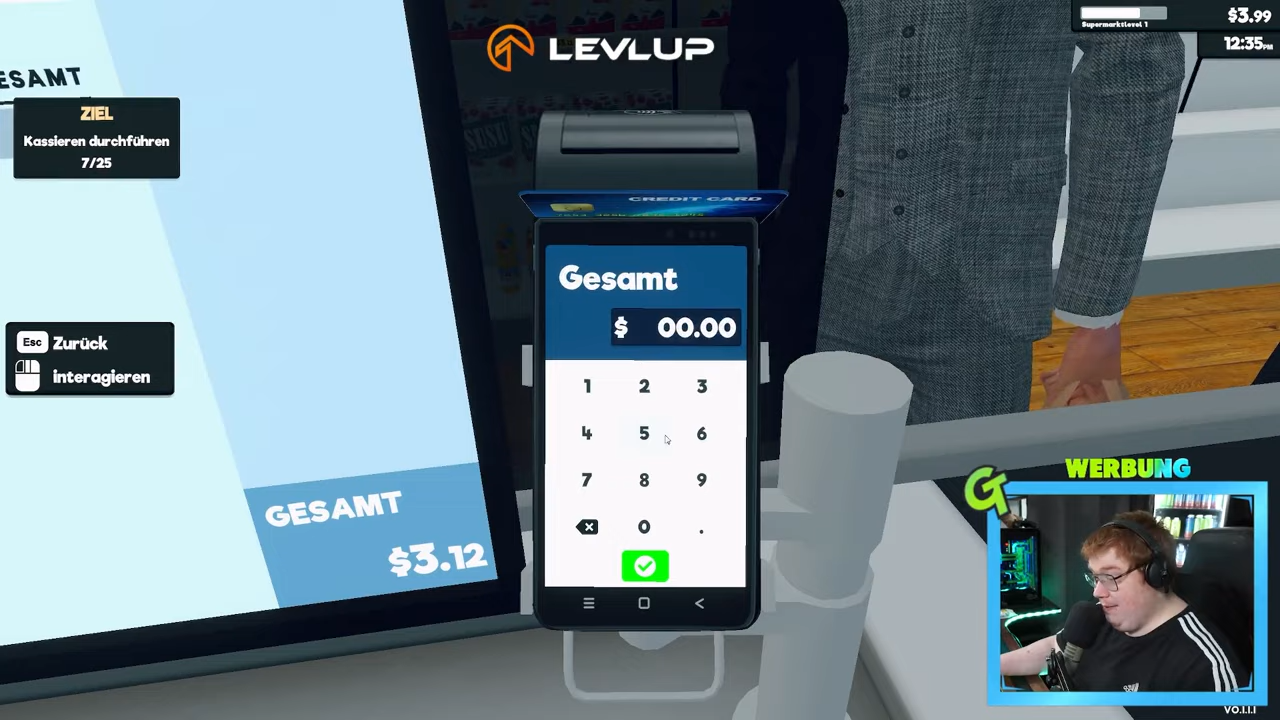 LEVLUP
$3.99
Supermarktlevel 1
12:35PM
ESAMT
ZIEL
Kassieren durchführen
7/25
CREDIT CARD
Gesamt
$ 00.00
Esc Zurück
interagieren
1 2 3
4 5 6
7 8 9
0 .
GESAMT
$3.12
WERBUNG
G
V0.1.1.1